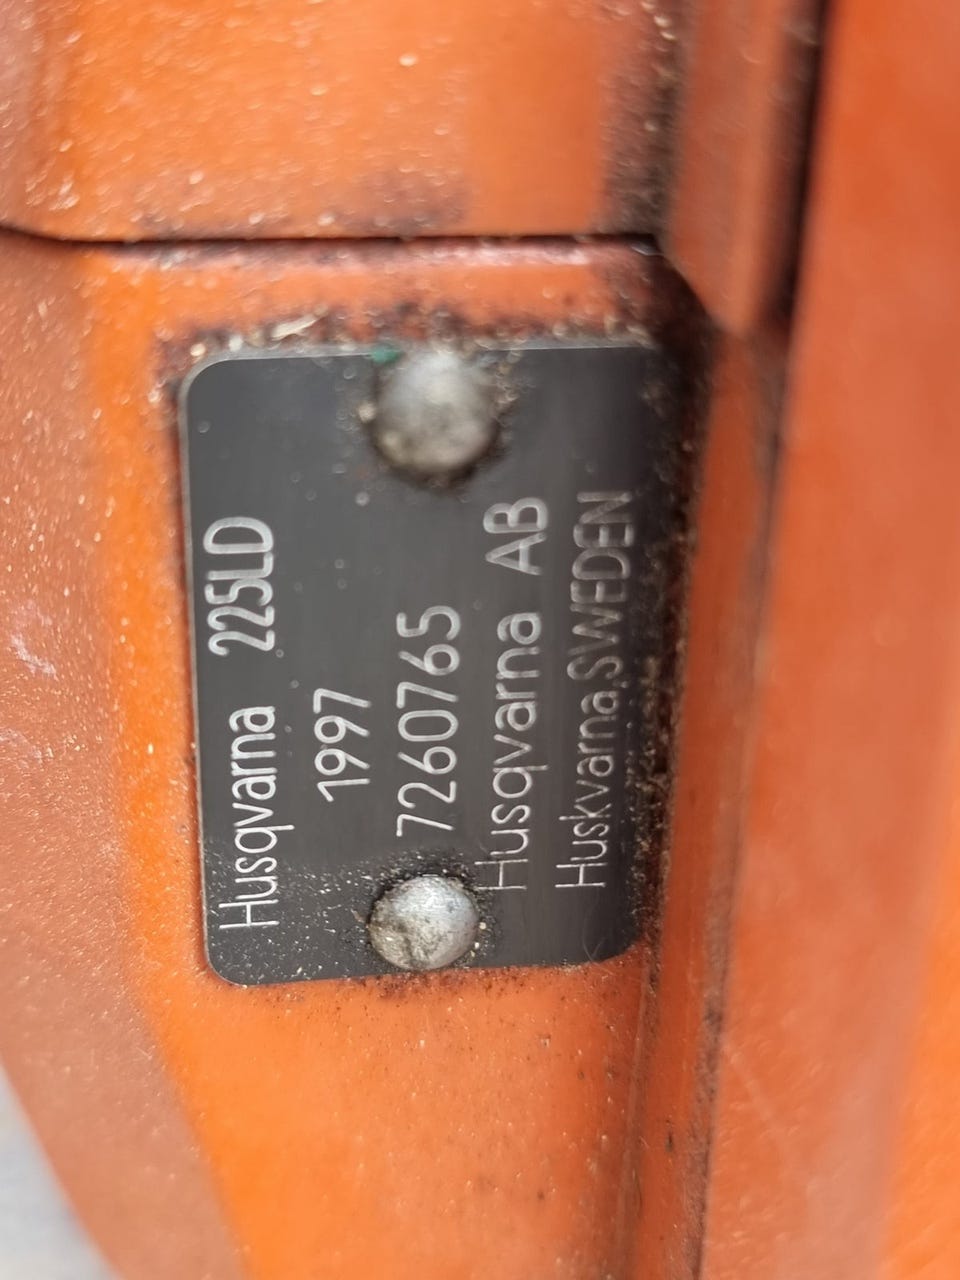 Husqvarna 225LD
1997
7260765
Husqvarna AB
Huskvarna,SWEDEN